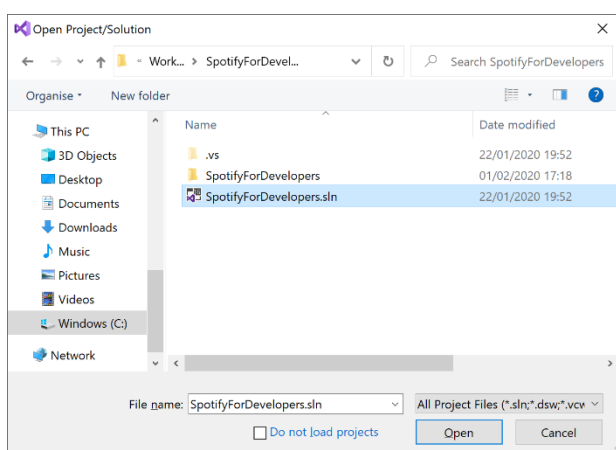 Open Project/Solution
« Work... > SpotifyForDevel...
Search SpotifyForDevelopers
Organise New folder
Name Date modified
This PC
3D Objects
Desktop
Documents
Downloads
Music
Pictures
Videos
Windows (C:)
Network
.vs 22/01/2020 19:52
SpotifyForDevelopers 01/02/2020 17:18
SpotifyForDevelopers.sln 22/01/2020 19:52
File name: SpotifyForDevelopers.sln All Project Files (*.sln;*.dsw;*.vcw
Do not load projects Open Cancel